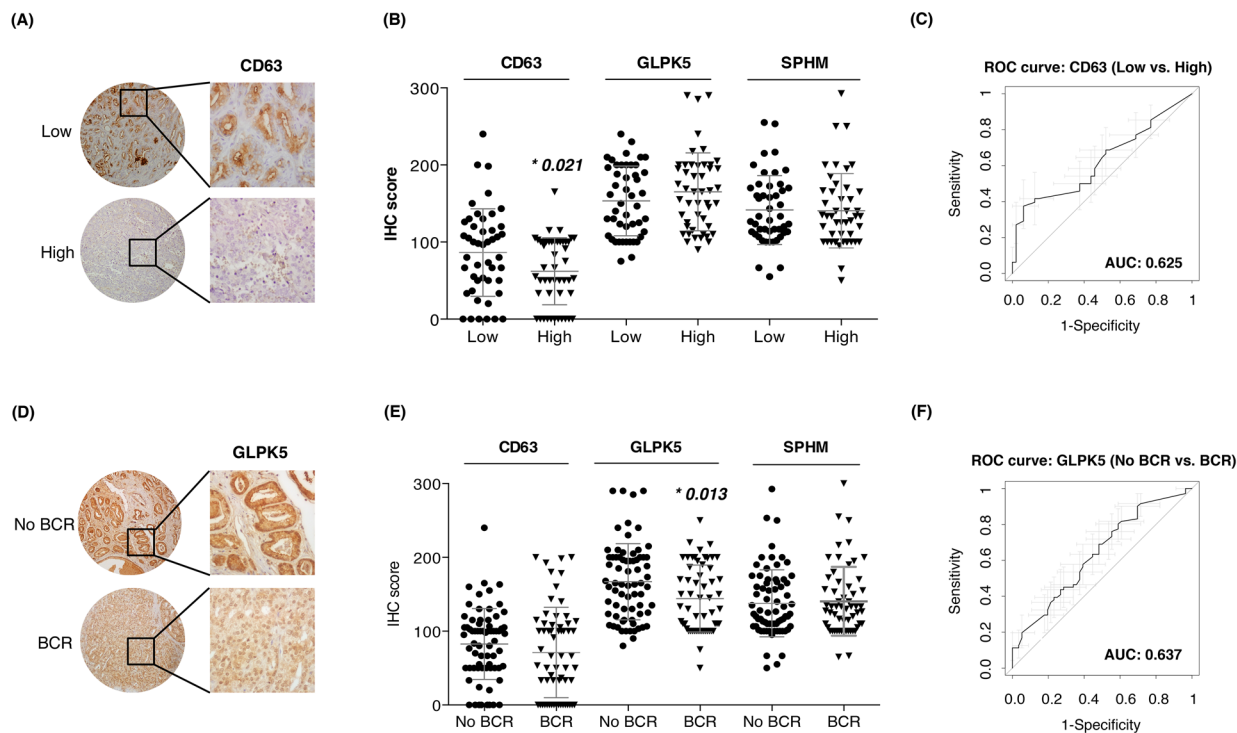 (A)
(B)
(C)
CD63
Low
High
CD63 GLPK5 SPHM
IHC score
300
200
100
0
* 0.021
Low High Low High Low High
ROC curve: CD63 (Low vs. High)
Sensitivity
0.0 0.2 0.4 0.6 0.8 1
AUC: 0.625
0.0 0.2 0.4 0.6 0.8 1
1-Specificity
(D)
(E)
(F)
GLPK5
No BCR
BCR
CD63 GLPK5 SPHM
IHC score
300
200
100
0
* 0.013
No BCR BCR No BCR BCR No BCR BCR
ROC curve: GLPK5 (No BCR vs. BCR)
Sensitivity
0.0 0.2 0.4 0.6 0.8 1
AUC: 0.637
0.0 0.2 0.4 0.6 0.8 1
1-Specificity